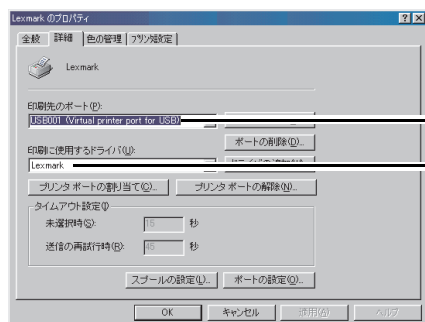 Lexmark のプロパティ
全般 詳細 色の管理 プリンタ設定
Lexmark
印刷先のポート(P):
USB001 (Virtual printer port for USB)
ポートの削除(D)...
印刷に使用するドライバ(U):
Lexmark
プリンタ ポートの割り当て(C)... プリンタ ポートの解除(N)...
タイムアウト設定
未選択時(S): 15 秒
送信の再試行時(R): 45 秒
スプールの設定(L)... ポートの設定(O)...
OK キャンセル 適用(A) ヘルプ